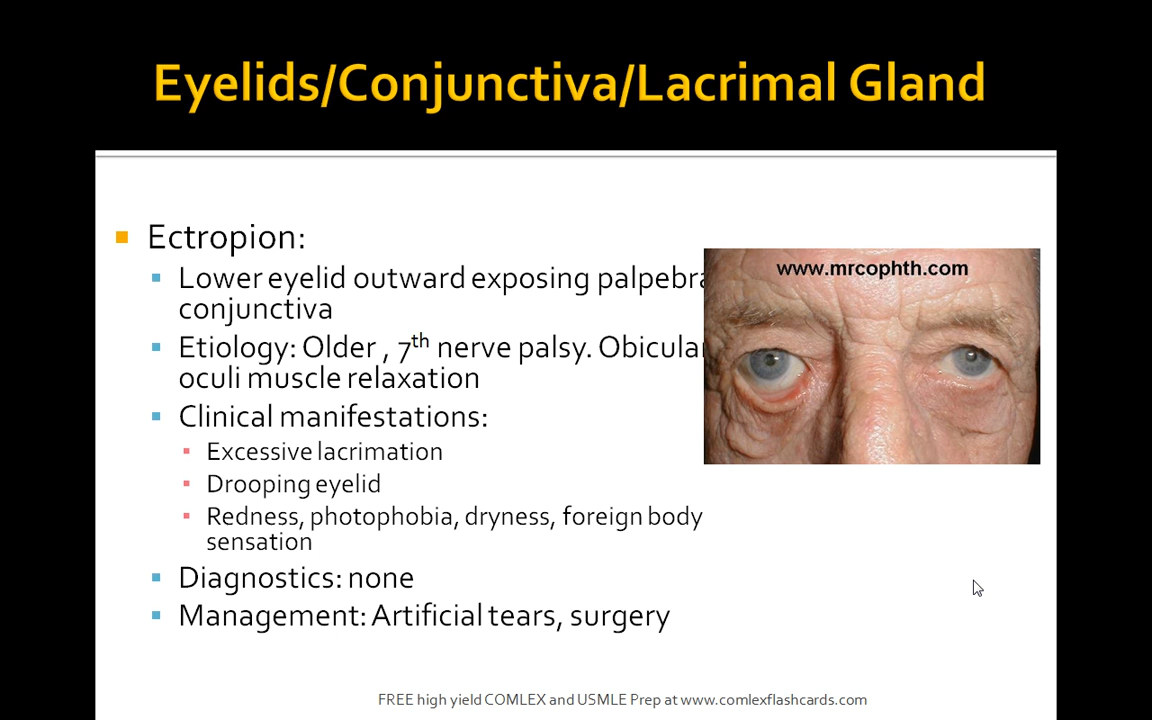 Eyelids/Conjunctiva/Lacrimal Gland
Ectropion:
Lower eyelid outward exposing palpebra
conjunctiva
Etiology: Older , 7th nerve palsy. Obicular
oculi muscle relaxation
Clinical manifestations:
Excessive lacrimation
Drooping eyelid
Redness, photophobia, dryness, foreign body
sensation
Diagnostics: none
Management: Artificial tears, surgery
www.mrcophth.com
FREE high yield COMLEX and USMLE Prep at www.comlexflashcards.com